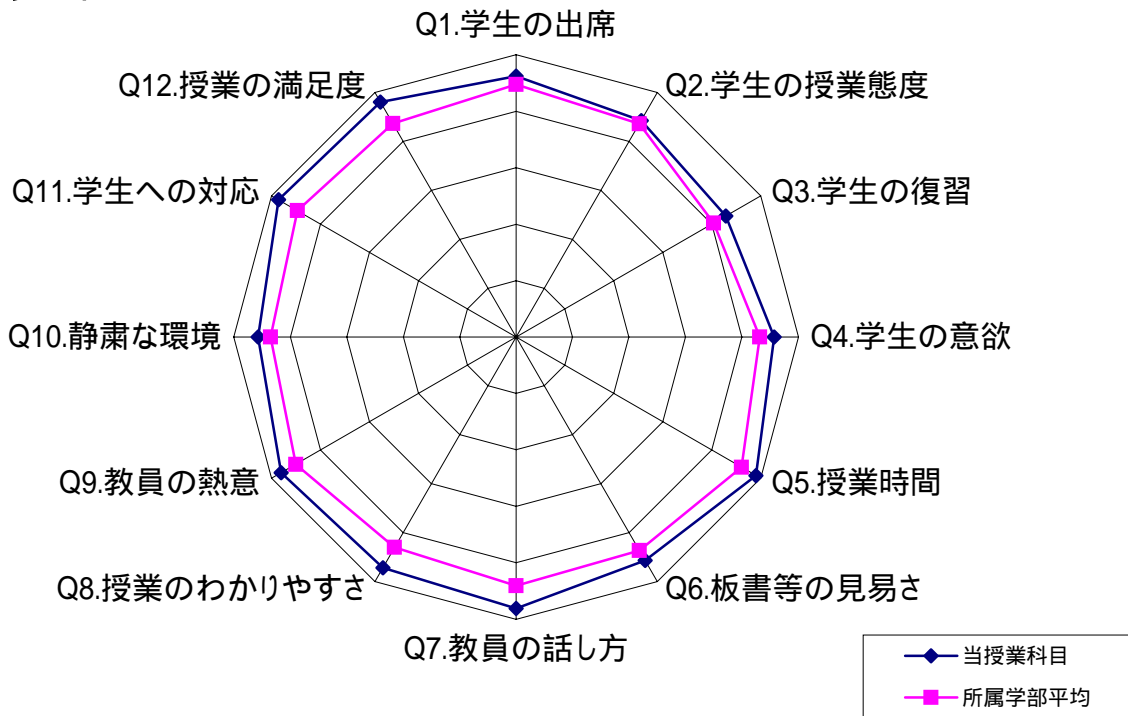 Q1.学生の出席
Q2.学生の授業態度
Q3.学生の復習
Q4.学生の意欲
Q5.授業時間
Q6.板書等の見易さ
Q7.教員の話し方
Q8.授業のわかりやすさ
Q9.教員の熱意
Q10.静粛な環境
Q11.学生への対応
Q12.授業の満足度
当授業科目
所属学部平均